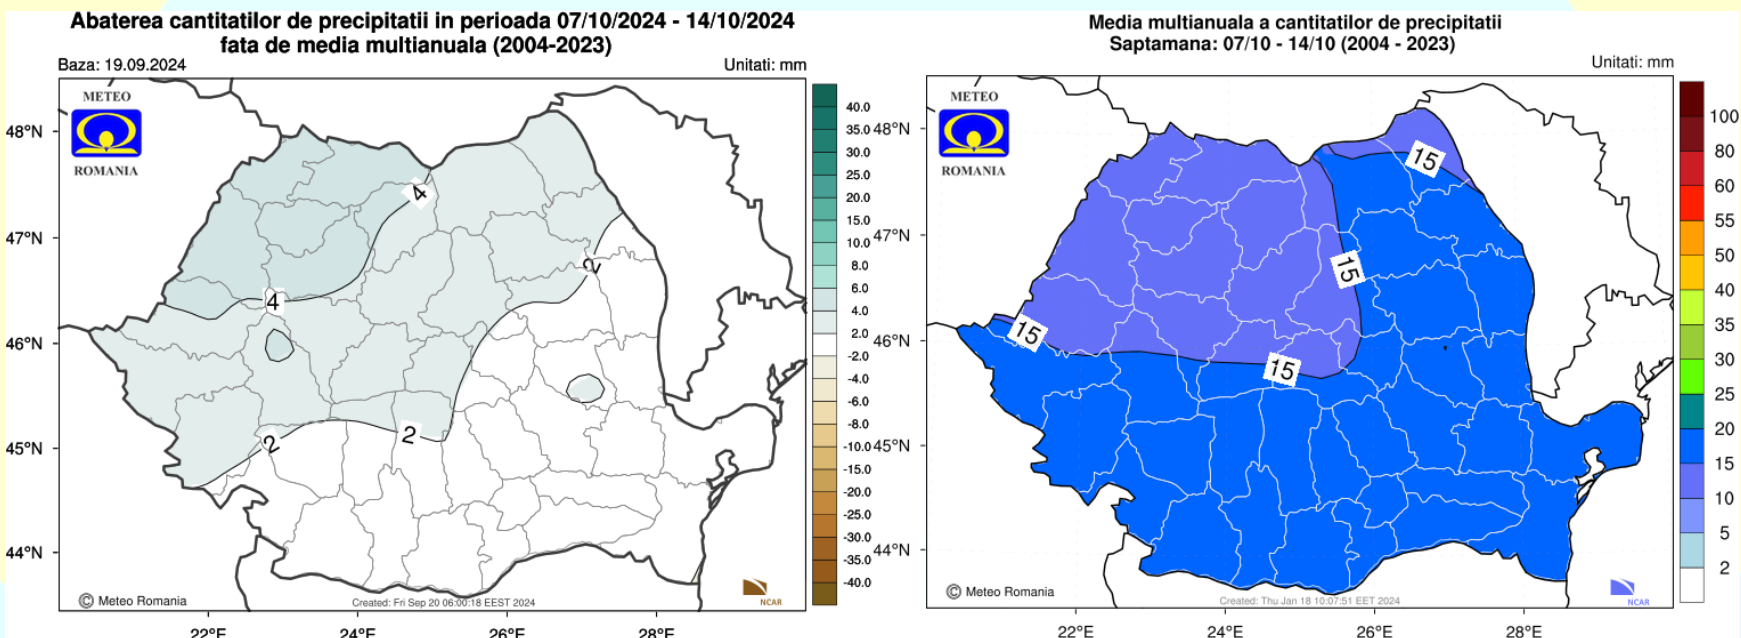 Abaterea cantitatilor de precipitatii in perioada 07/10/2024 - 14/10/2024
fata de media multianuala (2004-2023)
Baza: 19.09.2024
Unitati: mm
METEO
ROMANIA
48°N
47°N
46°N
45°N
44°N
4
4
2
2
2
40.0
35.0
30.0
25.0
20.0
15.0
10.0
8.0
6.0
4.0
2.0
-2.0
-4.0
-6.0
-8.0
-10.0
-15.0
-20.0
-25.0
-30.0
-35.0
-40.0
© Meteo Romania
Created: Fri Sep 20 06:00:18 EEST 2024
NCAR
22°E
24°E
26°E
28°E
Media multianuala a cantitatilor de precipitatii
Saptamana: 07/10 - 14/10 (2004 - 2023)
Unitati: mm
METEO
ROMANIA
48°N
47°N
46°N
45°N
44°N
15
15
15
15
100
80
60
55
50
40
35
30
25
20
15
10
5
2
© Meteo Romania
Created: Thu Jan 18 10:07:51 EET 2024
NCAR
22°E
24°E
26°E
28°E